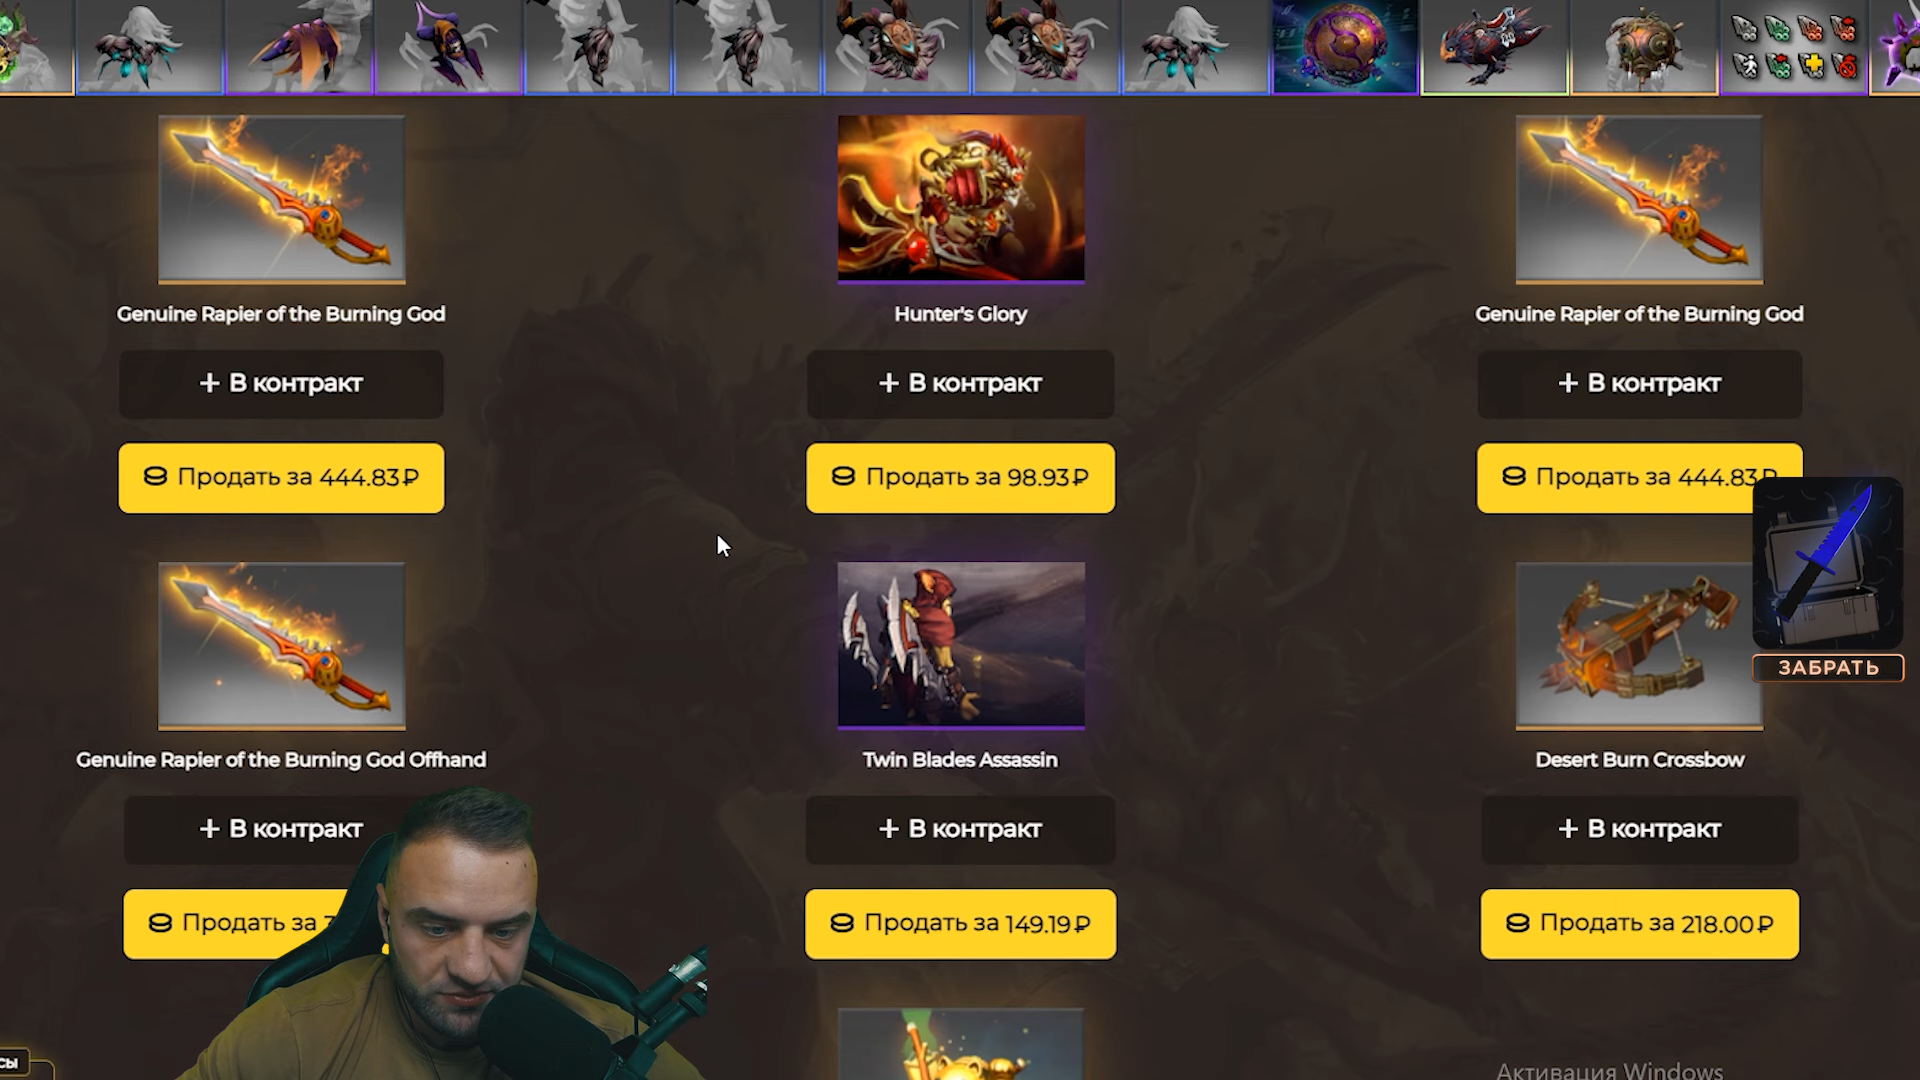 Genuine Rapier of the Burning God
Hunter's Glory
Genuine Rapier of the Burning God
+ В контракт
+ В контракт
+ В контракт
Продать за 444.83₽
Продать за 98.93₽
Продать за 444.83₽
ЗАБРАТЬ
Genuine Rapier of the Burning God Offhand
Twin Blades Assassin
Desert Burn Crossbow
+ В контракт
+ В контракт
+ В контракт
Продать за
Продать за 149.19₽
Продать за 218.00₽
Активация Windows